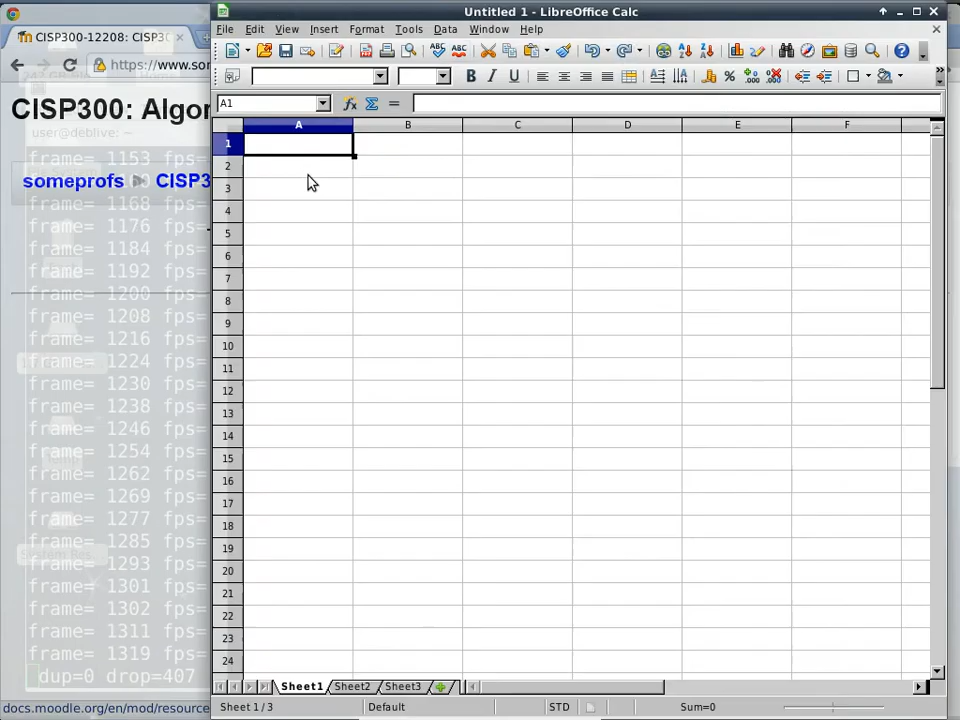 Untitled 1 - LibreOffice Calc
CISP300-12208: CISP30
File Edit View Insert Format Tools Data Window Help
https://www.sor
A1
CISP300: Algor
A B C D E F
user@deblive: ~
1
frame= 1153 fps=
2
someprofs CISP3
3
frame= 1168 fps=
4
frame= 1176 fps=
5
frame= 1184 fps=
6
frame= 1192 fps=
7
frame= 1200 fps=
8
frame= 1208 fps=
9
frame= 1216 fps=
10
frame= 1224 fps=
11
frame= 1230 fps=
12
frame= 1238 fps=
13
frame= 1246 fps=
14
frame= 1254 fps=
15
frame= 1262 fps=
16
frame= 1269 fps=
17
frame= 1277 fps=
18
frame= 1285 fps=
19
frame= 1293 fps=
20
frame= 1301 fps=
21
frame= 1302 fps=
22
frame= 1311 fps=
23
frame= 1319 fps=
24
dup=0 drop=407
Sheet1 Sheet2 Sheet3
docs.moodle.org/en/mod/resource
Sheet 1 / 3 Default STD Sum=0